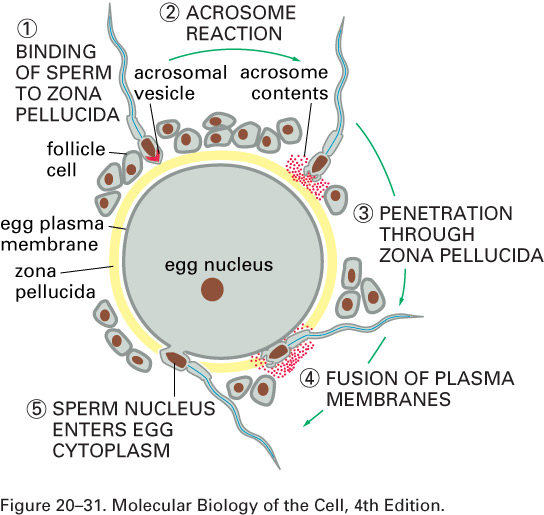 ①
BINDING
OF SPERM
TO ZONA
PELLUCIDA
② ACROSOME
REACTION
acrosomal
vesicle
acrosome
contents
follicle
cell
egg plasma
membrane
zona
pellucida
egg nucleus
③ PENETRATION
THROUGH
ZONA PELLUCIDA
④ FUSION OF PLASMA
MEMBRANES
⑤ SPERM NUCLEUS
ENTERS EGG
CYTOPLASM
Figure 20–31. Molecular Biology of the Cell, 4th Edition.